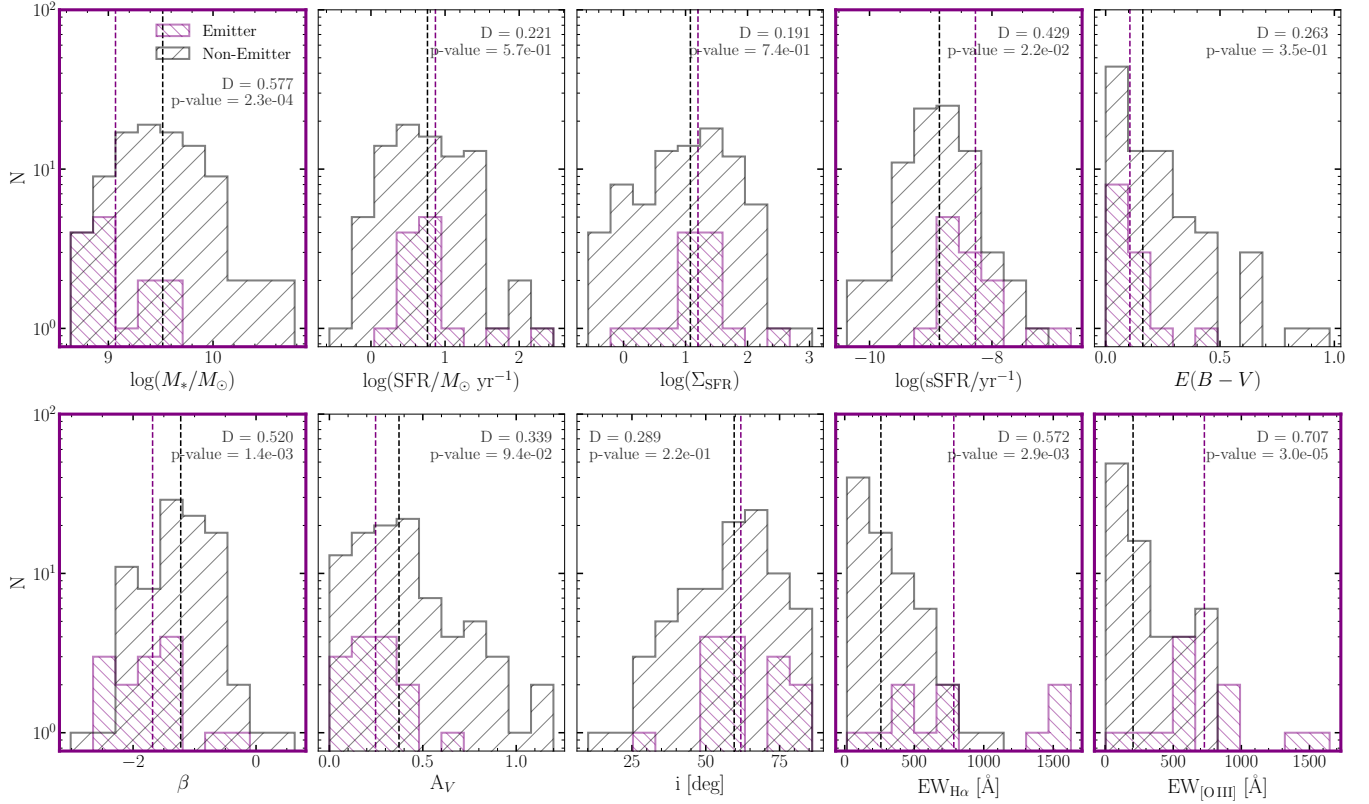 10²
Emitter
Non-Emitter
D = 0.577
p-value = 2.3e-04
D = 0.221
p-value = 5.7e-01
D = 0.191
p-value = 7.4e-01
D = 0.429
p-value = 2.2e-02
D = 0.263
p-value = 3.5e-01
10¹
N
10⁰
9 10
0 1 2
0 1 2 3
−10 −8
0.0 0.5 1.0
log(M*/M☉)
log(SFR/M☉ yr⁻¹)
log(Σ_SFR)
log(sSFR/yr⁻¹)
E(B − V)
10²
D = 0.520
p-value = 1.4e-03
D = 0.339
p-value = 9.4e-02
D = 0.289
p-value = 2.2e-01
D = 0.572
p-value = 2.9e-03
D = 0.707
p-value = 3.0e-05
10¹
N
10⁰
−2 0
0.0 0.5 1.0
25 50 75
0 500 1000 1500
0 500 1000 1500
β
A_V
i [deg]
EW_Hα [Å]
EW_[OIII] [Å]